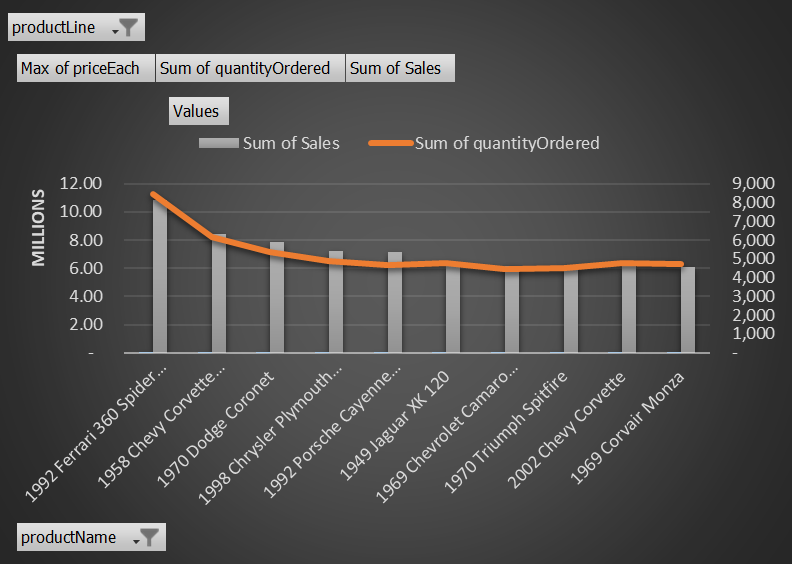 productLine
Max of priceEach Sum of quantityOrdered Sum of Sales
Values
Sum of Sales Sum of quantityOrdered
MILLIONS
12.00
10.00
8.00
6.00
4.00
2.00
-
9,000
8,000
7,000
6,000
5,000
4,000
3,000
2,000
1,000
-
1992 Ferrari 360 Spider...
1958 Chevy Corvette...
1970 Dodge Coronet
1998 Chrysler Plymouth...
1992 Porsche Cayenne...
1949 Jaguar XK 120
1969 Chevrolet Camaro...
1970 Triumph Spitfire
2002 Chevy Corvette
1969 Corvair Monza
productName